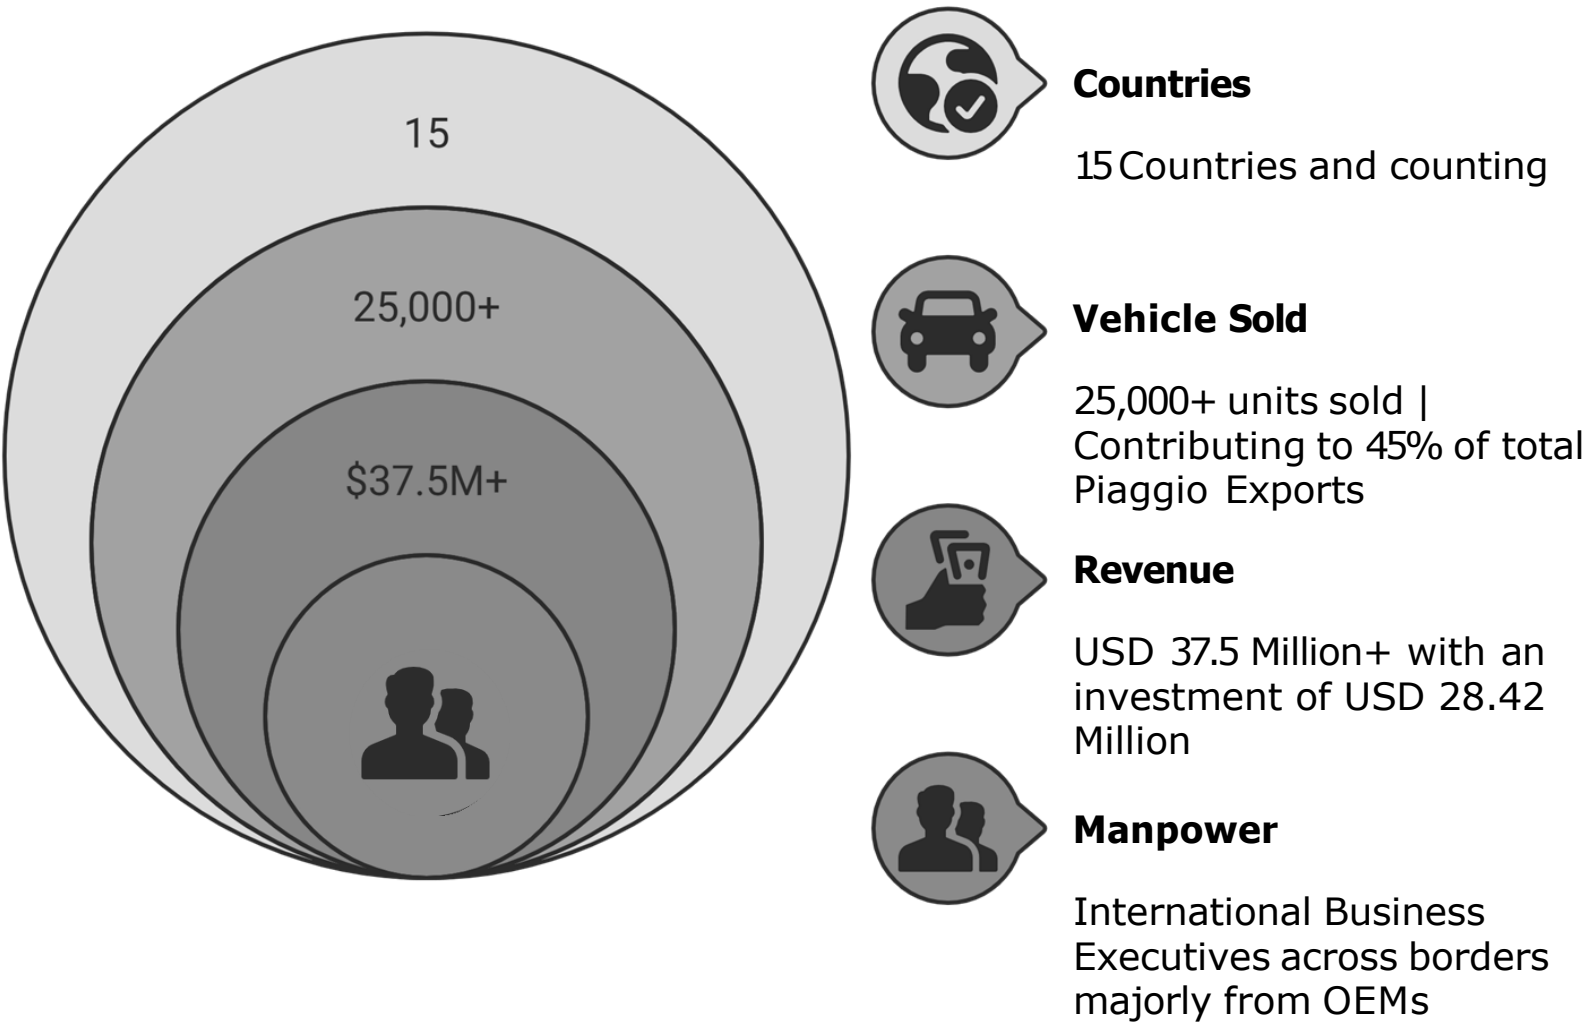 15
25,000+
$37.5M+
Countries
15 Countries and counting
Vehicle Sold
25,000+ units sold |
Contributing to 45% of total
Piaggio Exports
Revenue
USD 37.5 Million+ with an
investment of USD 28.42
Million
Manpower
International Business
Executives across borders
majorly from OEMs